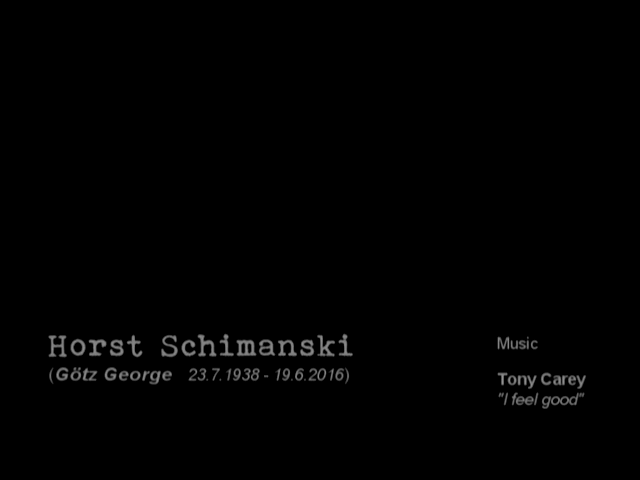 Horst Schimanski
(Götz George 23.7.1938 - 19.6.2016)
Music
Tony Carey
"I feel good"